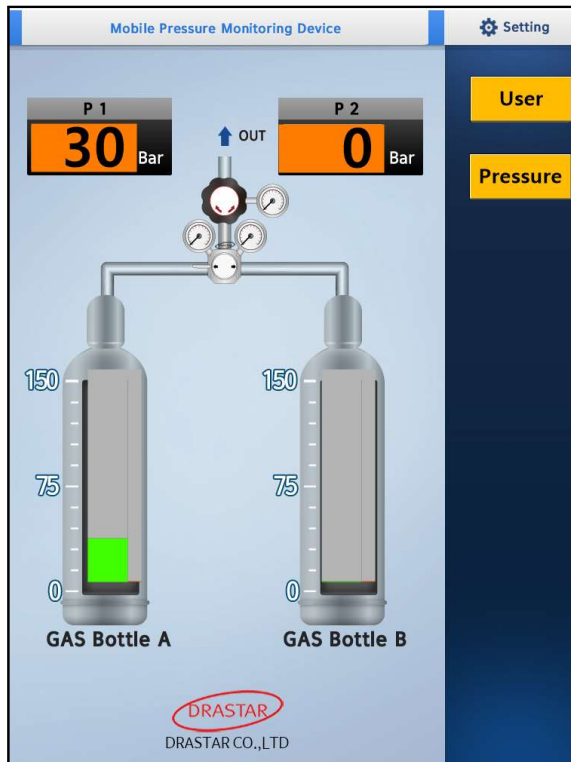 Mobile Pressure Monitoring Device
Setting
User
Pressure
P 1
30 Bar
OUT
P 2
0 Bar
150
75
0
GAS Bottle A
150
75
0
GAS Bottle B
DRASTAR
DRASTAR CO.,LTD